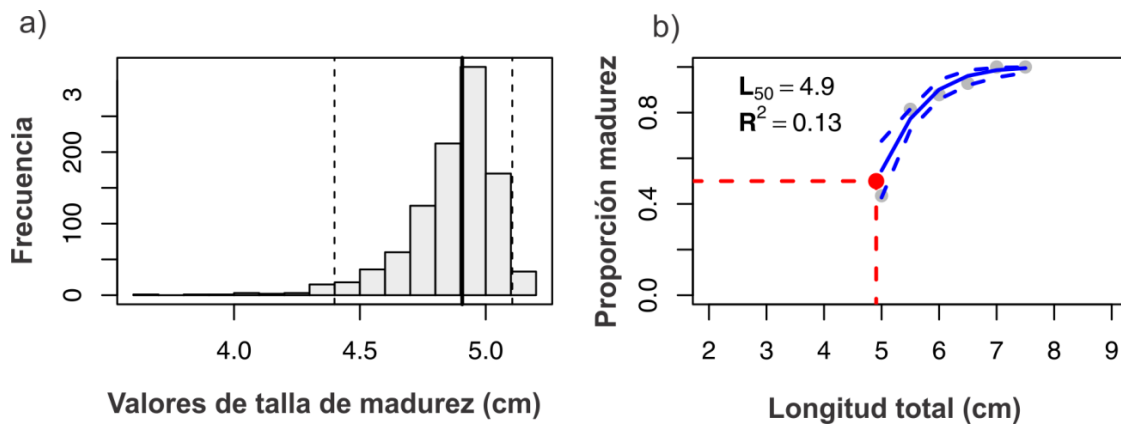 a)
Frecuencia
0
100
200
3
4.0
4.5
5.0
Valores de talla de madurez (cm)
b)
L50 = 4.9
R2 = 0.13
Proporción madurez
0.0
0.4
0.8
2 3 4 5 6 7 8 9
Longitud total (cm)